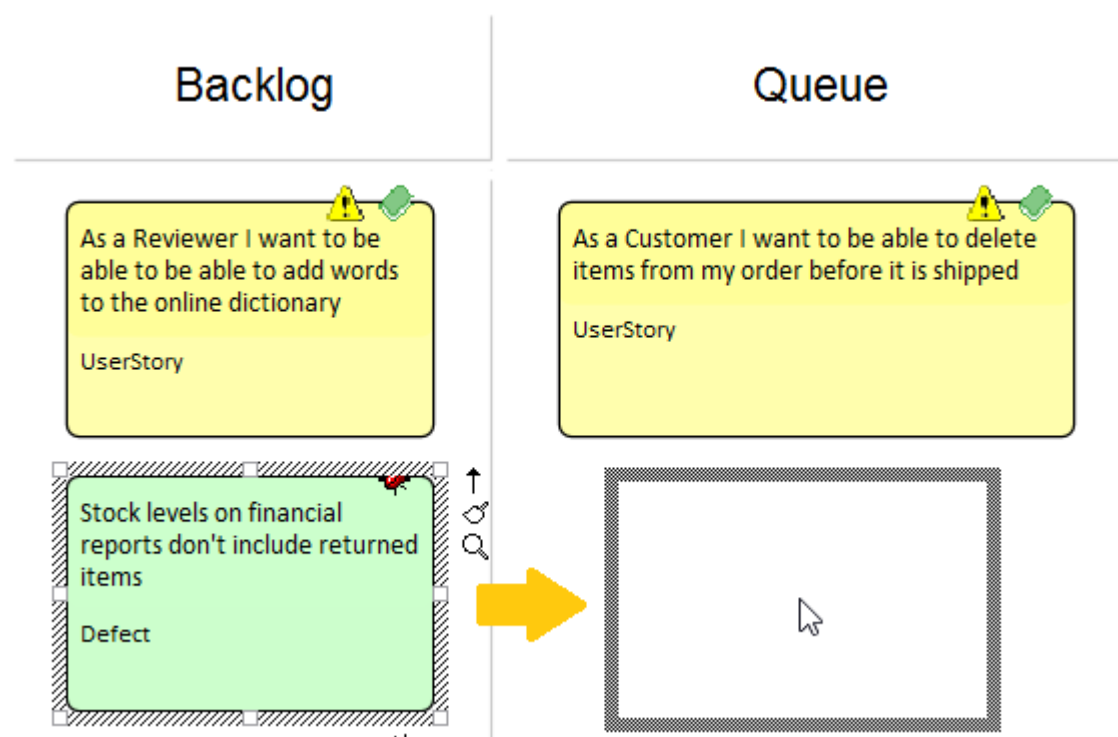 Backlog
Queue
As a Reviewer I want to be
able to be able to add words
to the online dictionary
UserStory
As a Customer I want to be able to delete
items from my order before it is shipped
UserStory
Stock levels on financial
reports don't include returned
items
Defect